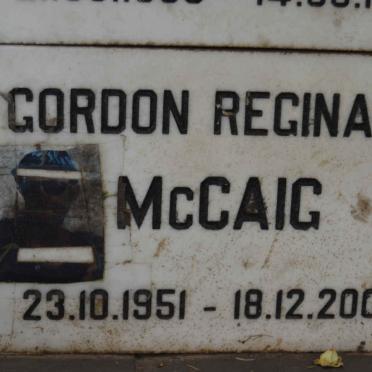 GORDON REGINA
McCAIG
23.10.1951 - 18.12.200